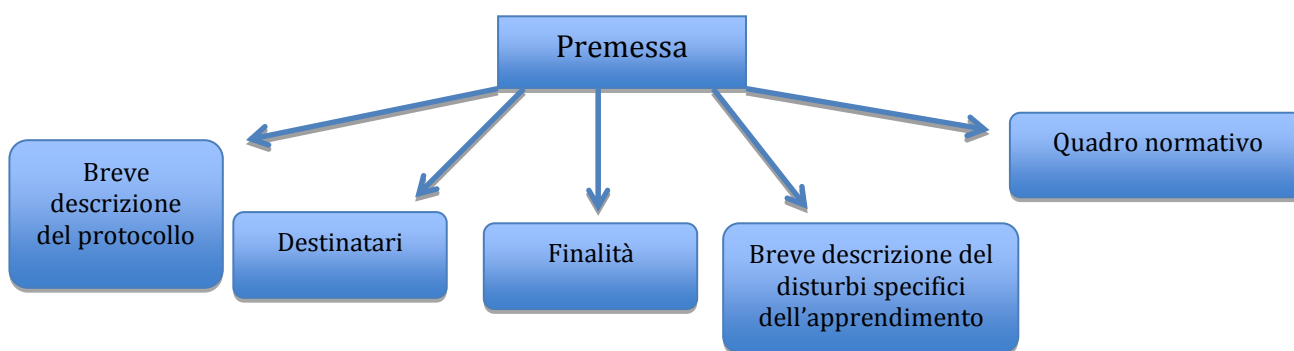 Premessa
Breve
descrizione
del protocollo
Destinatari
Finalità
Breve descrizione del
disturbi specifici
dell’apprendimento
Quadro normativo